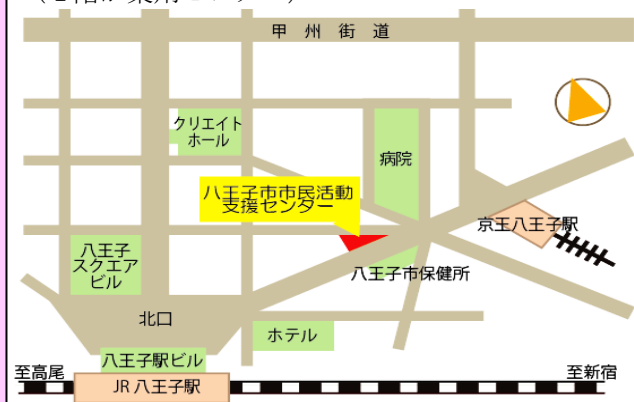 甲州街道
クリエイト
ホール
病院
八王子市市民活動
支援センター
京王八王子駅
八王子
スクエア
ビル
八王子市保健所
北口
ホテル
八王子駅ビル
至高尾
至新宿
JR 八王子駅